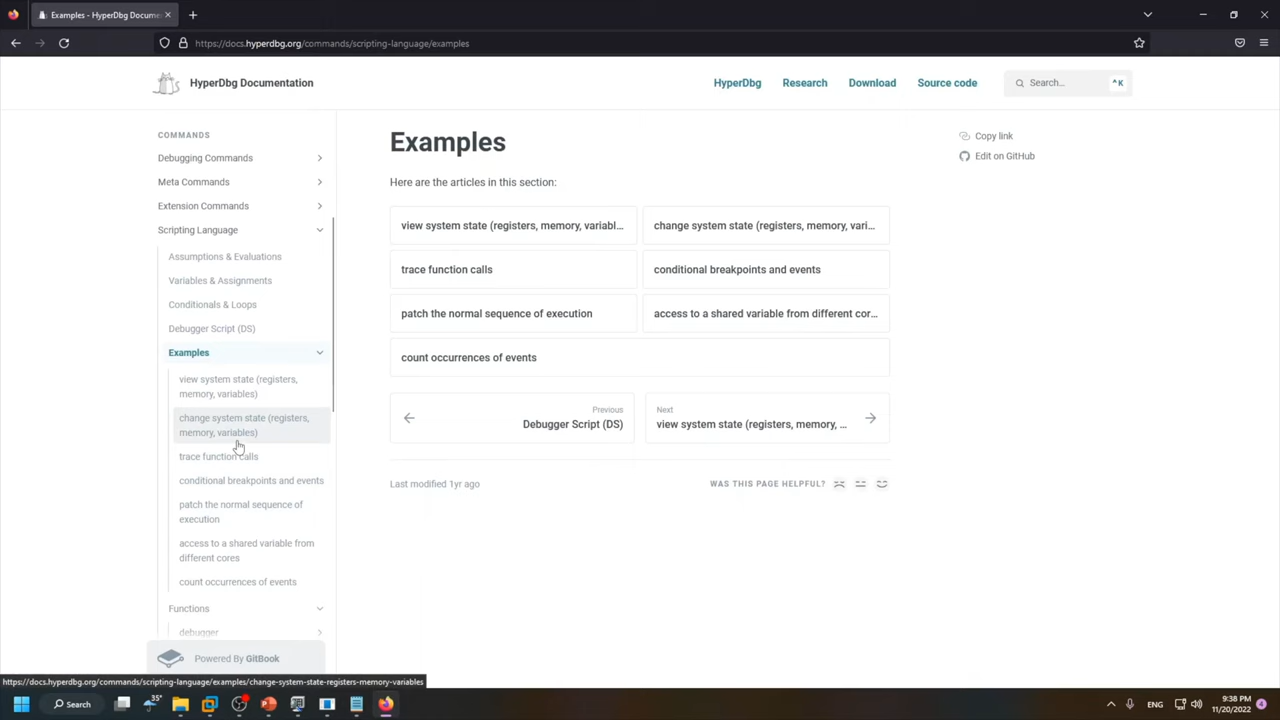 Examples - HyperDbg Docume
https://docs.hyperdbg.org/commands/scripting-language/examples
HyperDbg Documentation
HyperDbg
Research
Download
Source code
Search...
^K
COMMANDS
Debugging Commands
Meta Commands
Extension Commands
Scripting Language
Assumptions & Evaluations
Variables & Assignments
Conditionals & Loops
Debugger Script (DS)
Examples
view system state (registers,
memory, variables)
change system state (registers,
memory, variables)
trace function calls
conditional breakpoints and events
patch the normal sequence of
execution
access to a shared variable from
different cores
count occurrences of events
Functions
debugger
Powered By GitBook
Examples
Here are the articles in this section:
view system state (registers, memory, variabl...
change system state (registers, memory, vari...
trace function calls
conditional breakpoints and events
patch the normal sequence of execution
access to a shared variable from different cor...
count occurrences of events
Previous
Debugger Script (DS)
Next
view system state (registers, memory, ...
Last modified 1yr ago
WAS THIS PAGE HELPFUL?
Copy link
Edit on GitHub
https://docs.hyperdbg.org/commands/scripting-language/examples/change-system-state-registers-memory-variables
Search
35°
ENG
9:38 PM
11/20/2022
4